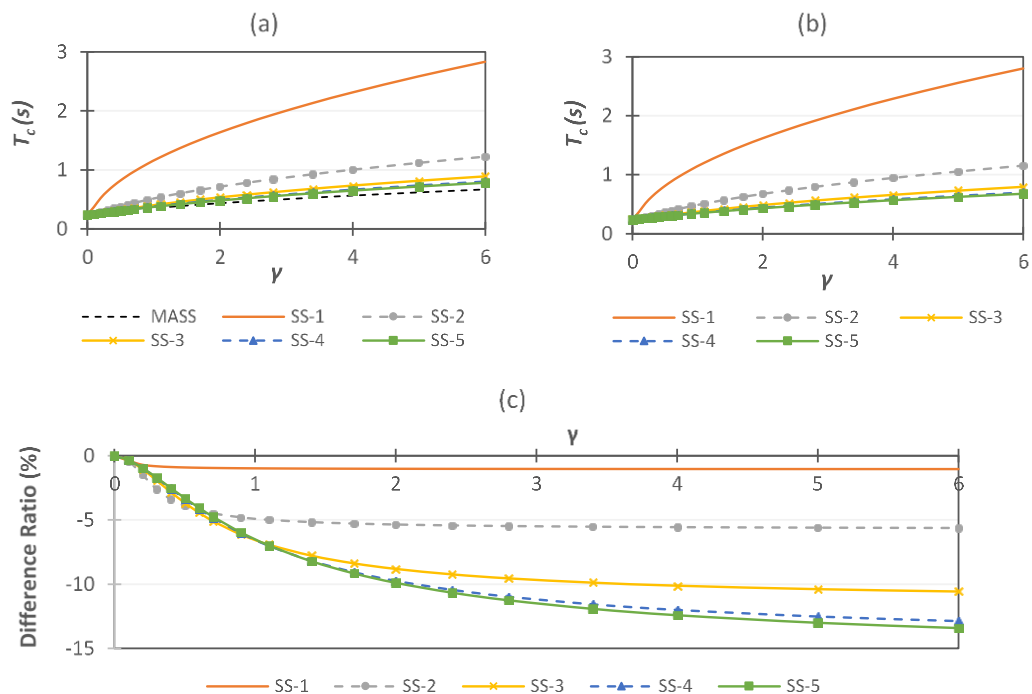 (a)
T_c (s)
3
2
1
0
0 2 4 6
γ
MASS SS-1 SS-2
SS-3 SS-4 SS-5
(b)
T_c (s)
3
2
1
0
0 2 4 6
γ
SS-1 SS-2 SS-3
SS-4 SS-5
(c)
γ
Difference Ratio (%)
0
-5
-10
-15
0 1 2 3 4 5 6
SS-1 SS-2 SS-3 SS-4 SS-5